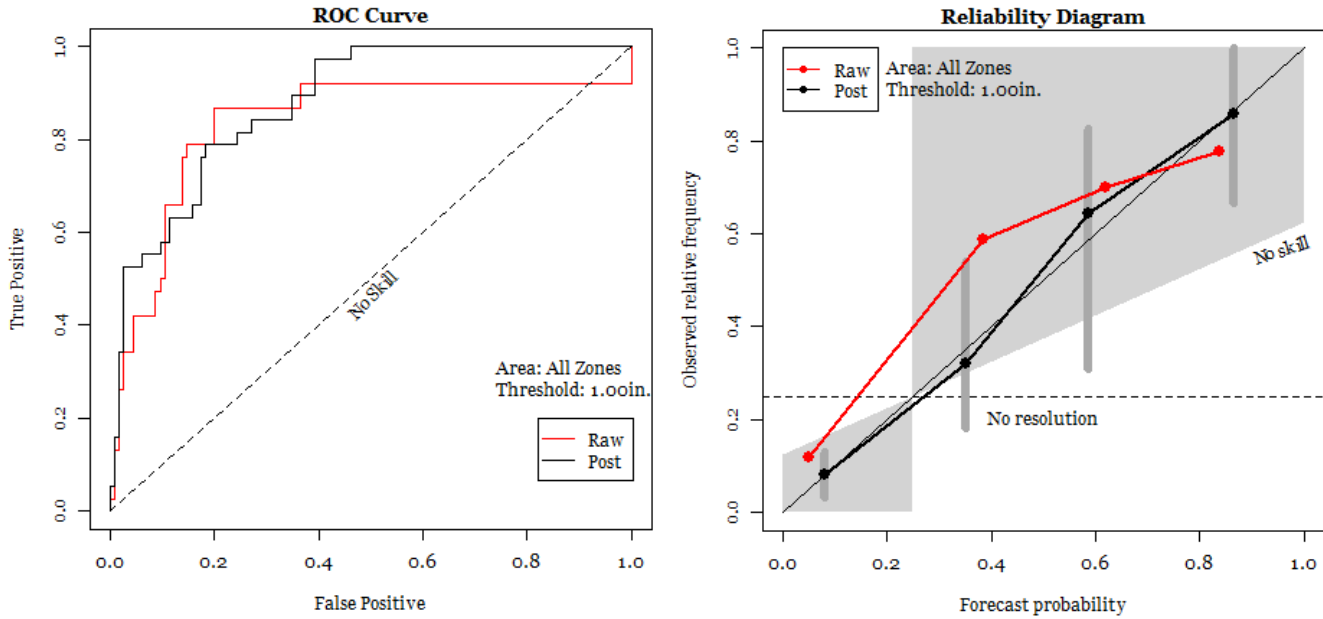 ROC Curve
True Positive
1.0
0.8
0.6
0.4
0.2
0.0
No Skill
Area: All Zones
Threshold: 1.00in.
Raw
Post
0.0 0.2 0.4 0.6 0.8 1.0
False Positive
Reliability Diagram
Observed relative frequency
1.0
0.8
0.6
0.4
0.2
0.0
Raw
Post
Area: All Zones
Threshold: 1.00in.
No skill
No resolution
0.0 0.2 0.4 0.6 0.8 1.0
Forecast probability